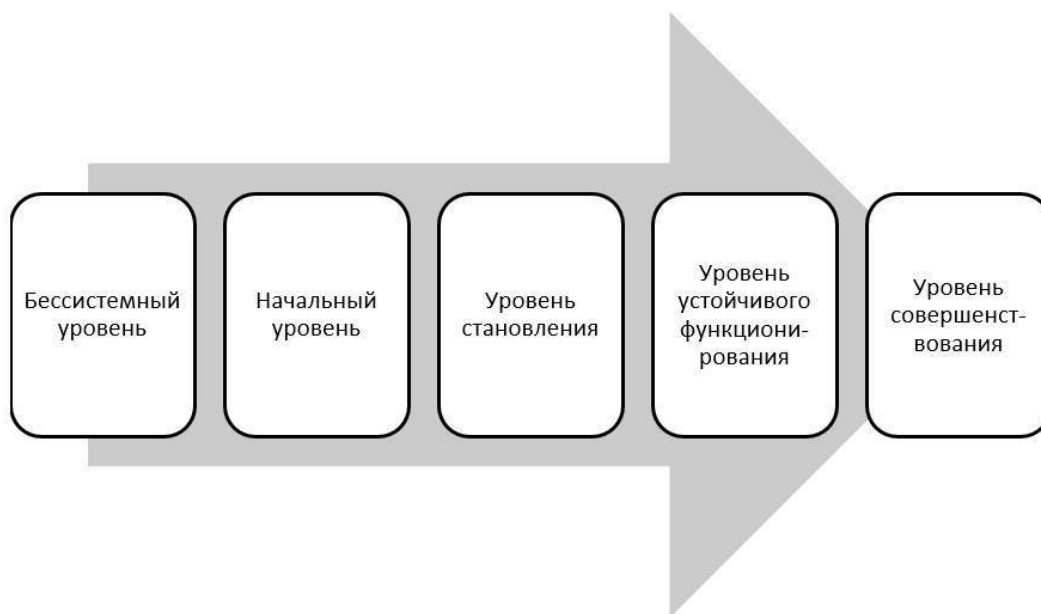 Бессистемный
уровень
Начальный
уровень
Уровень
становления
Уровень
устойчивого
функциони-
рования
Уровень
совершенст-
вования